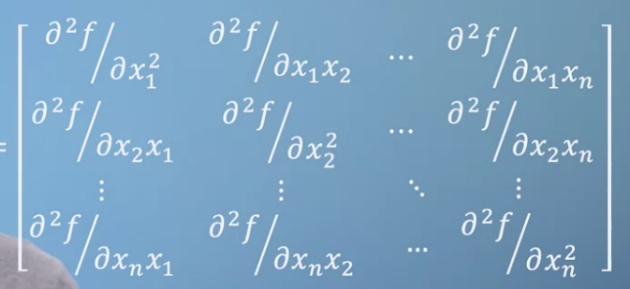 = [ ∂²f/∂x₁² ∂²f/∂x₁x₂ ... ∂²f/∂x₁xₙ
∂²f/∂x₂x₁ ∂²f/∂x₂² ... ∂²f/∂x₂xₙ
⋮ ⋮ ⋱ ⋮
∂²f/∂xₙx₁ ∂²f/∂xₙx₂ ... ∂²f/∂xₙ² ]